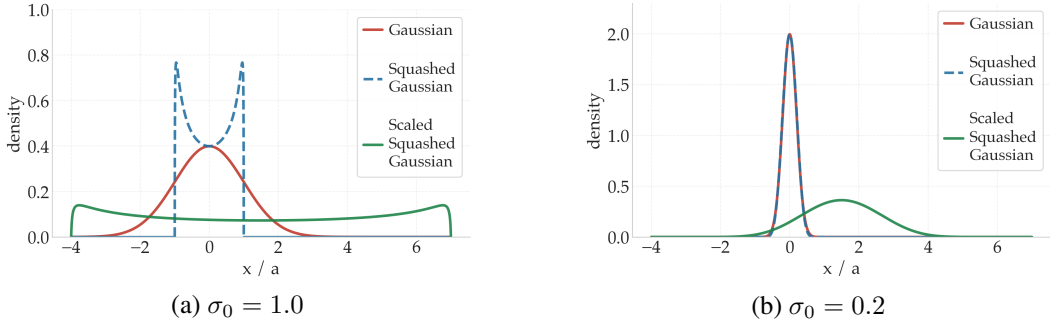 1.0
0.8
0.6
0.4
0.2
0.0
density
−4
−2
0
2
4
6
x / a
Gaussian
Squashed
Gaussian
Scaled
Squashed
Gaussian
(a) σ₀ = 1.0
2.0
1.5
1.0
0.5
0.0
density
−4
−2
0
2
4
6
x / a
Gaussian
Squashed
Gaussian
Scaled
Squashed
Gaussian
(b) σ₀ = 0.2